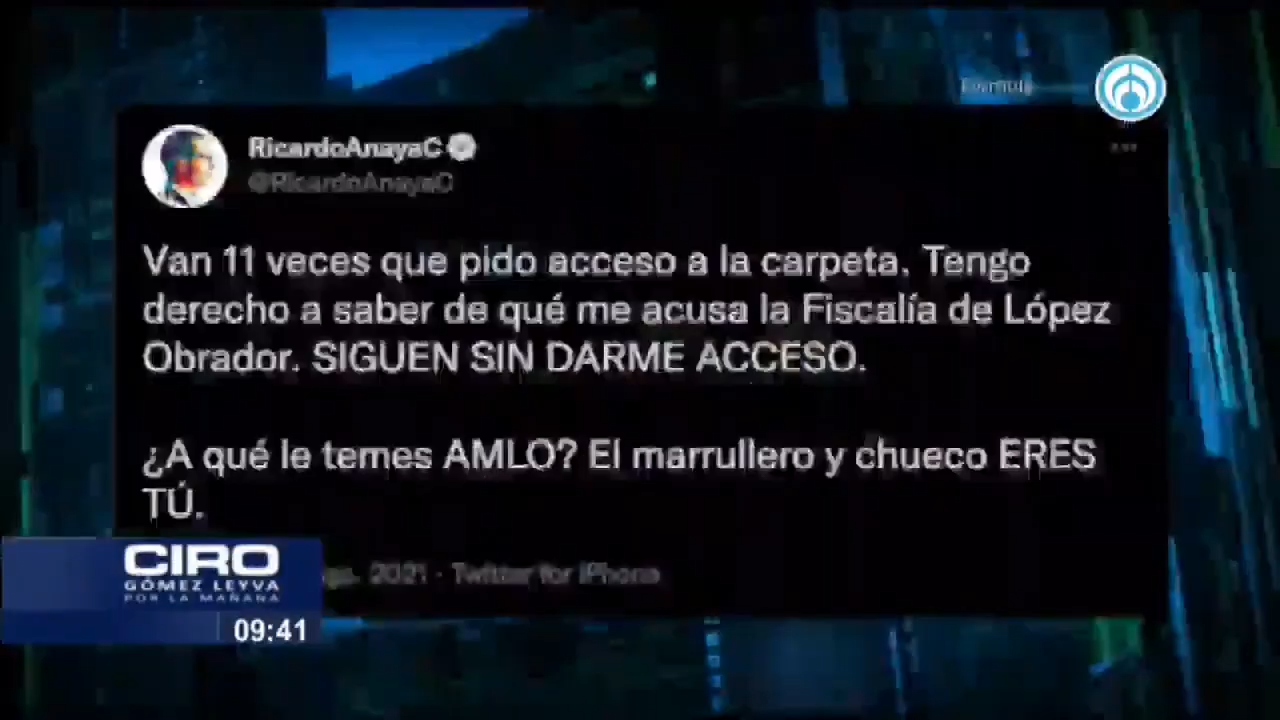 Fórmula
RicardoAnayaC
@RicardoAnayaC
Van 11 veces que pido acceso a la carpeta. Tengo
derecho a saber de qué me acusa la Fiscalía de López
Obrador. SIGUEN SIN DARME ACCESO.
¿A qué le temes AMLO? El marrullero y chueco ERES
TÚ.
2021 · Twitter for iPhone
CIRO
GÓMEZ LEYVA
POR LA MAÑANA
09:41